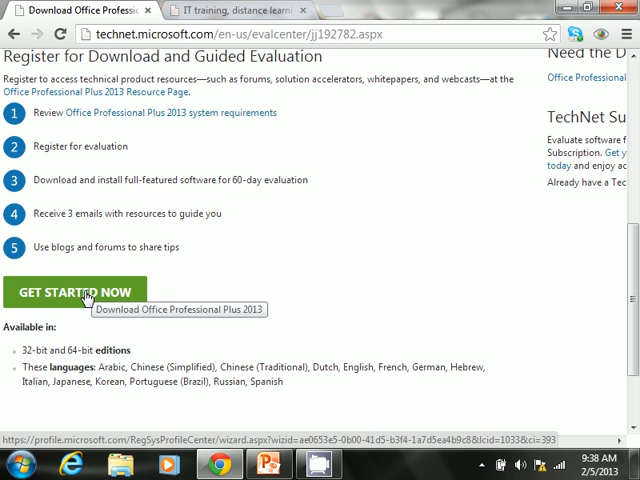 Download Office Professio
IT training, distance learni
technet.microsoft.com/en-us/evalcenter/jj192782.aspx
Register for Download and Guided Evaluation
Register to access technical product resources—such as forums, solution accelerators, whitepapers, and webcasts—at the
Office Professional Plus 2013 Resource Page.
1 Review Office Professional Plus 2013 system requirements
2 Register for evaluation
3 Download and install full-featured software for 60-day evaluation
4 Receive 3 emails with resources to guide you
5 Use blogs and forums to share tips
GET STARTED NOW
Download Office Professional Plus 2013
Available in:
32-bit and 64-bit editions
These languages: Arabic, Chinese (Simplified), Chinese (Traditional), Dutch, English, French, German, Hebrew,
Italian, Japanese, Korean, Portuguese (Brazil), Russian, Spanish
Need the D
Office Professional
TechNet Su
Evaluate software f
Subscription. Get y
today and enjoy ac
Already have a Tec
https://profile.microsoft.com/RegSysProfileCenter/wizard.aspx?wizid=ae0653e5-0b00-41d5-b3f4-1a7d5ea4b9c8&lcid=1033&ci=393
9:38 AM
2/5/2013